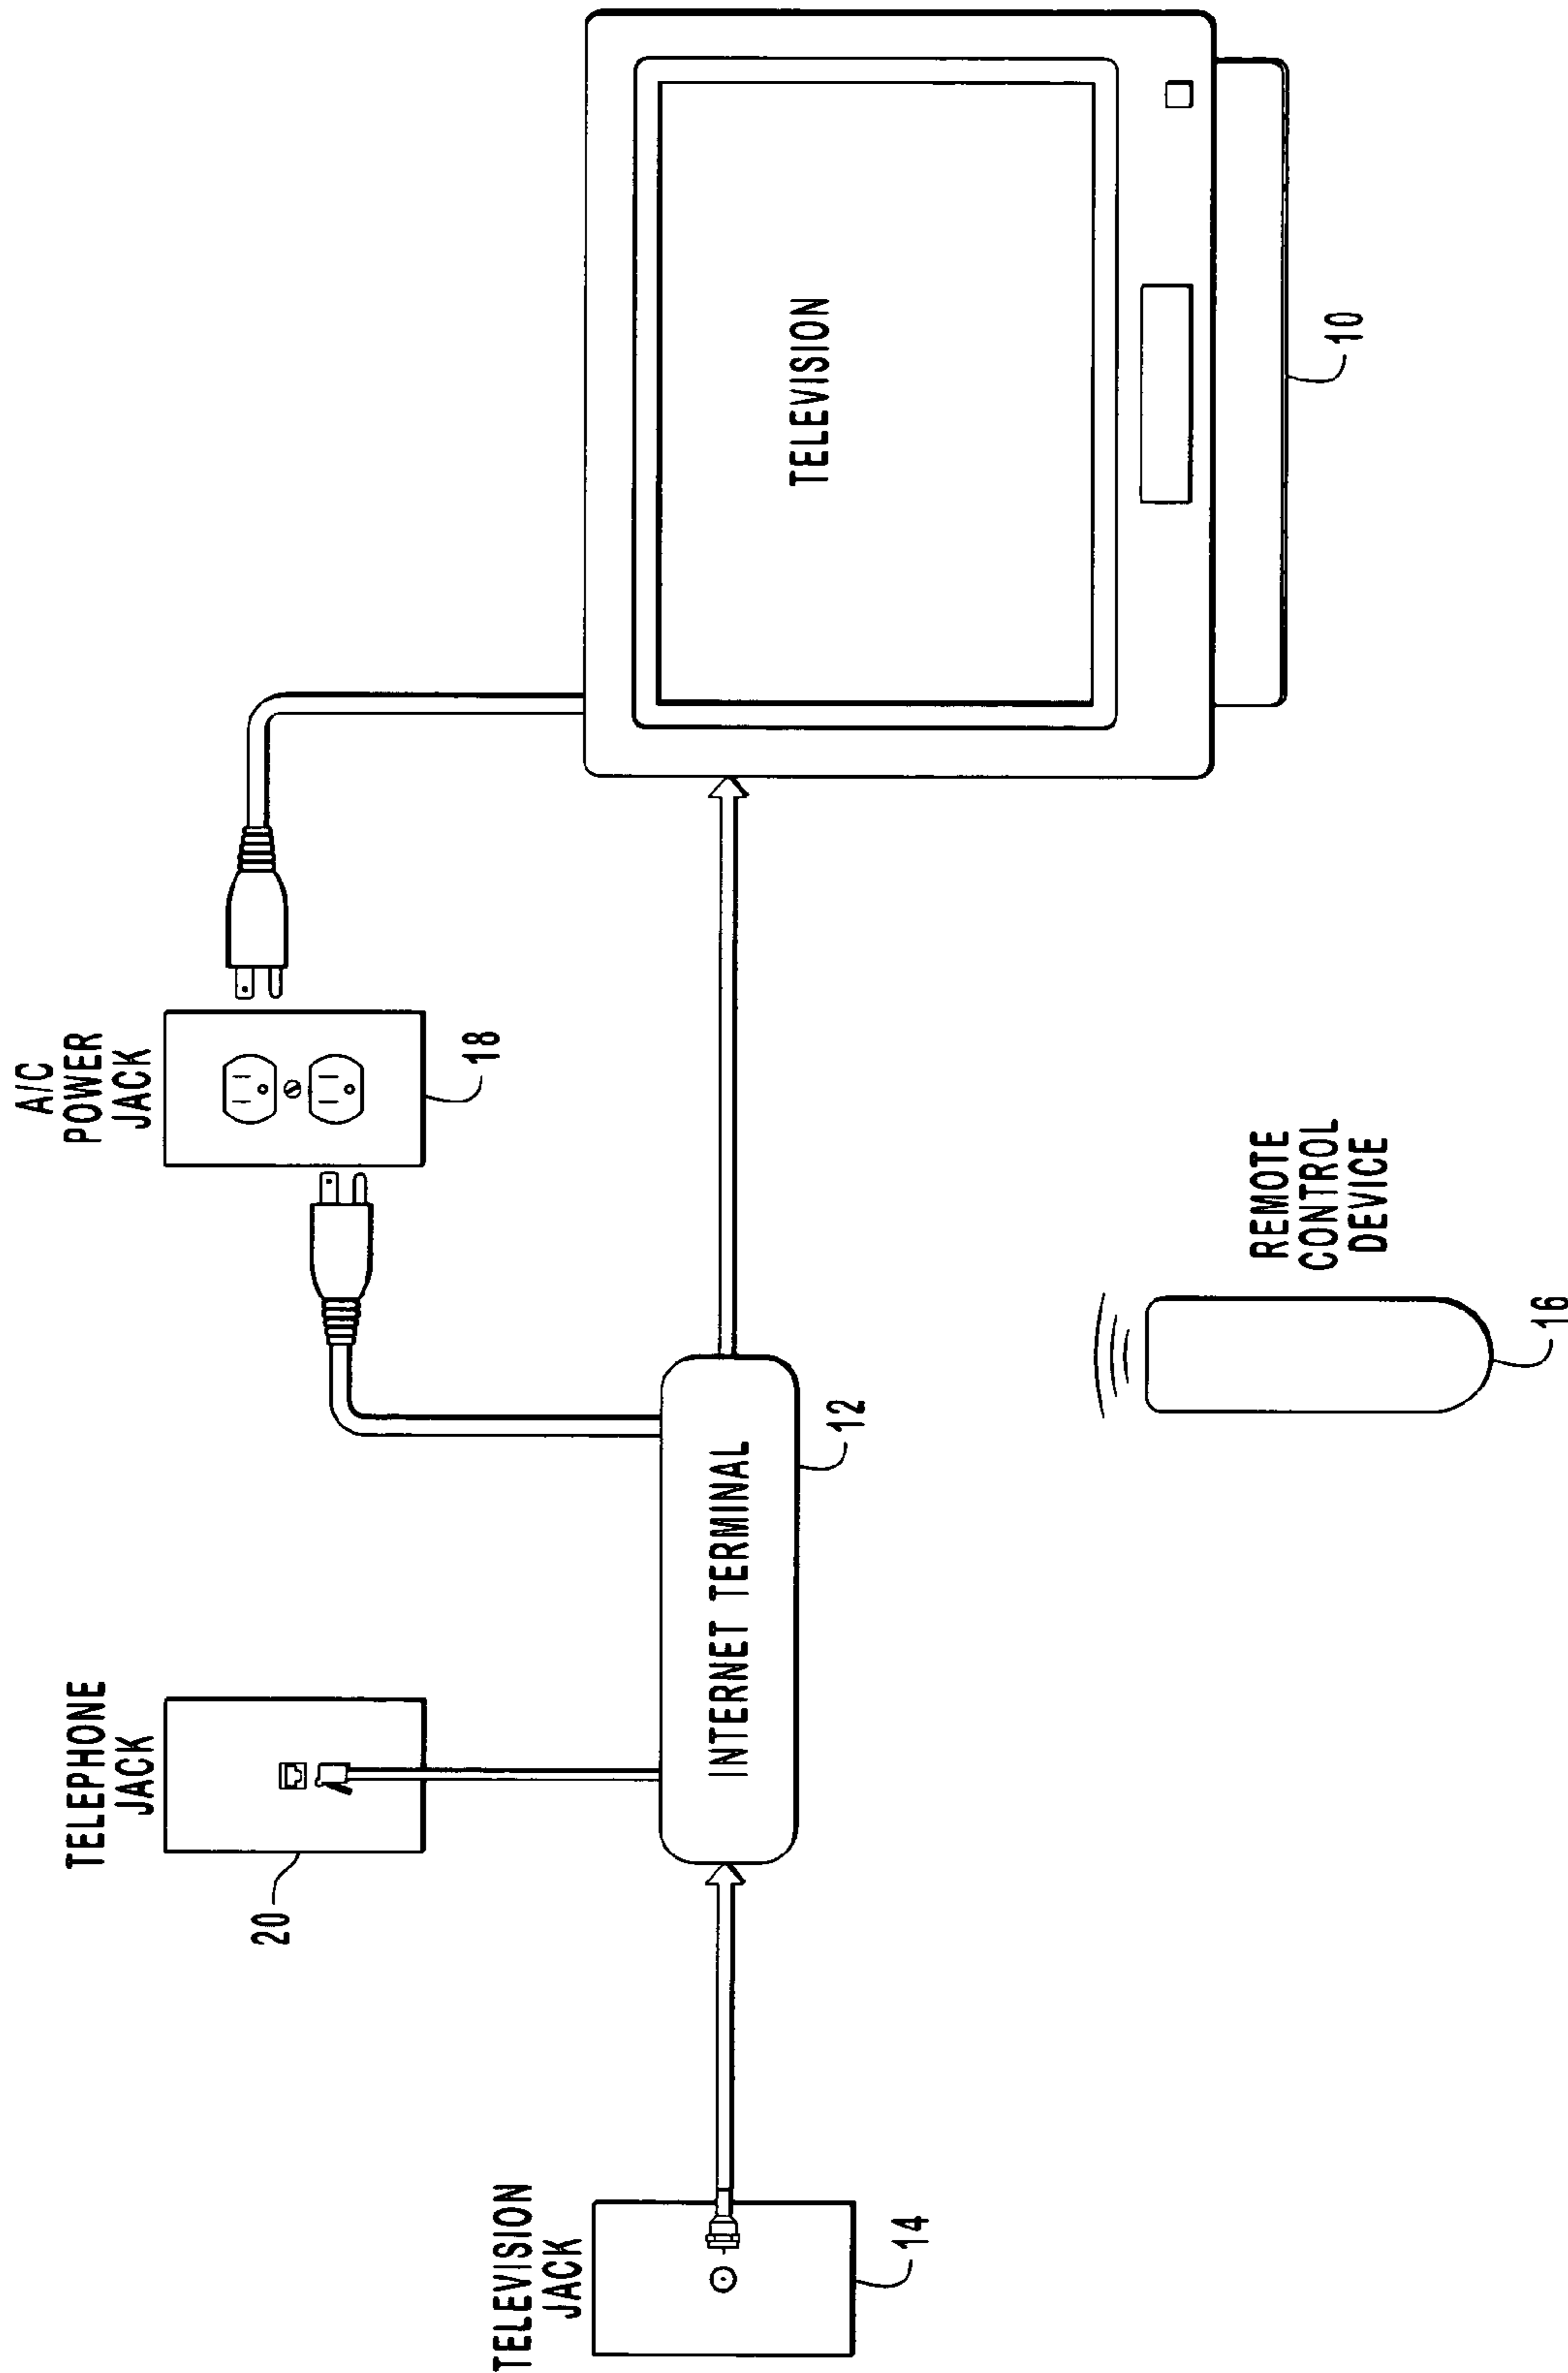 A/C
POWER
JACK
18
TELEPHONE
JACK
20
TELEVISION
JACK
14
INTERNET TERMINAL
12
TELEVISION
10
REMOTE
CONTROL
DEVICE
16